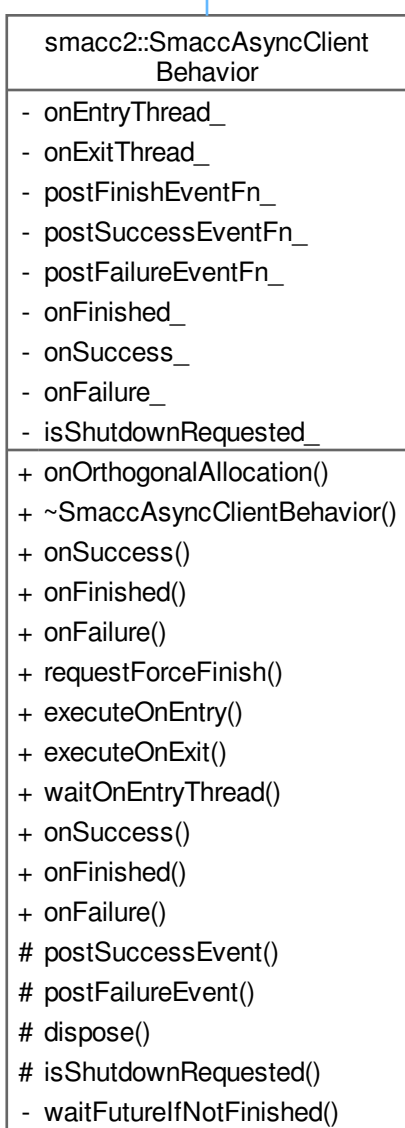 smacc2::SmaccAsyncClient
Behavior
- onEntryThread_
- onExitThread_
- postFinishEventFn_
- postSuccessEventFn_
- postFailureEventFn_
- onFinished_
- onSuccess_
- onFailure_
- isShutdownRequested_
+ onOrthogonalAllocation()
+ ~SmaccAsyncClientBehavior()
+ onSuccess()
+ onFinished()
+ onFailure()
+ requestForceFinish()
+ executeOnEntry()
+ executeOnExit()
+ waitOnEntryThread()
+ onSuccess()
+ onFinished()
+ onFailure()
# postSuccessEvent()
# postFailureEvent()
# dispose()
# isShutdownRequested()
- waitFutureIfNotFinished()